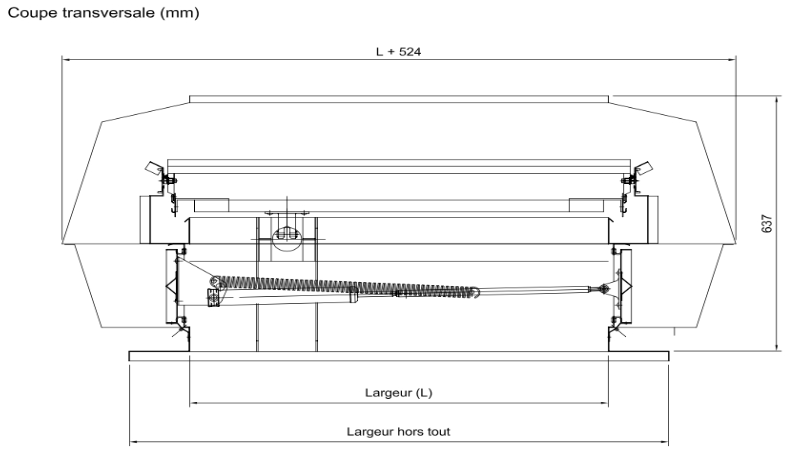 Coupe transversale (mm)
L + 524
637
Largeur (L)
Largeur hors tout